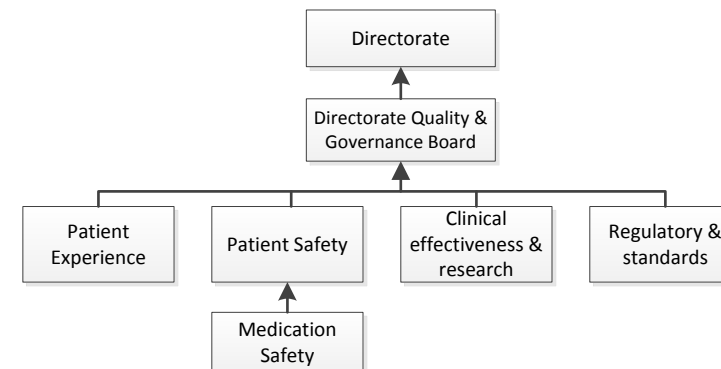 Directorate
Directorate Quality &
Governance Board
Patient
Experience
Patient Safety
Clinical
effectiveness &
research
Regulatory &
standards
Medication
Safety